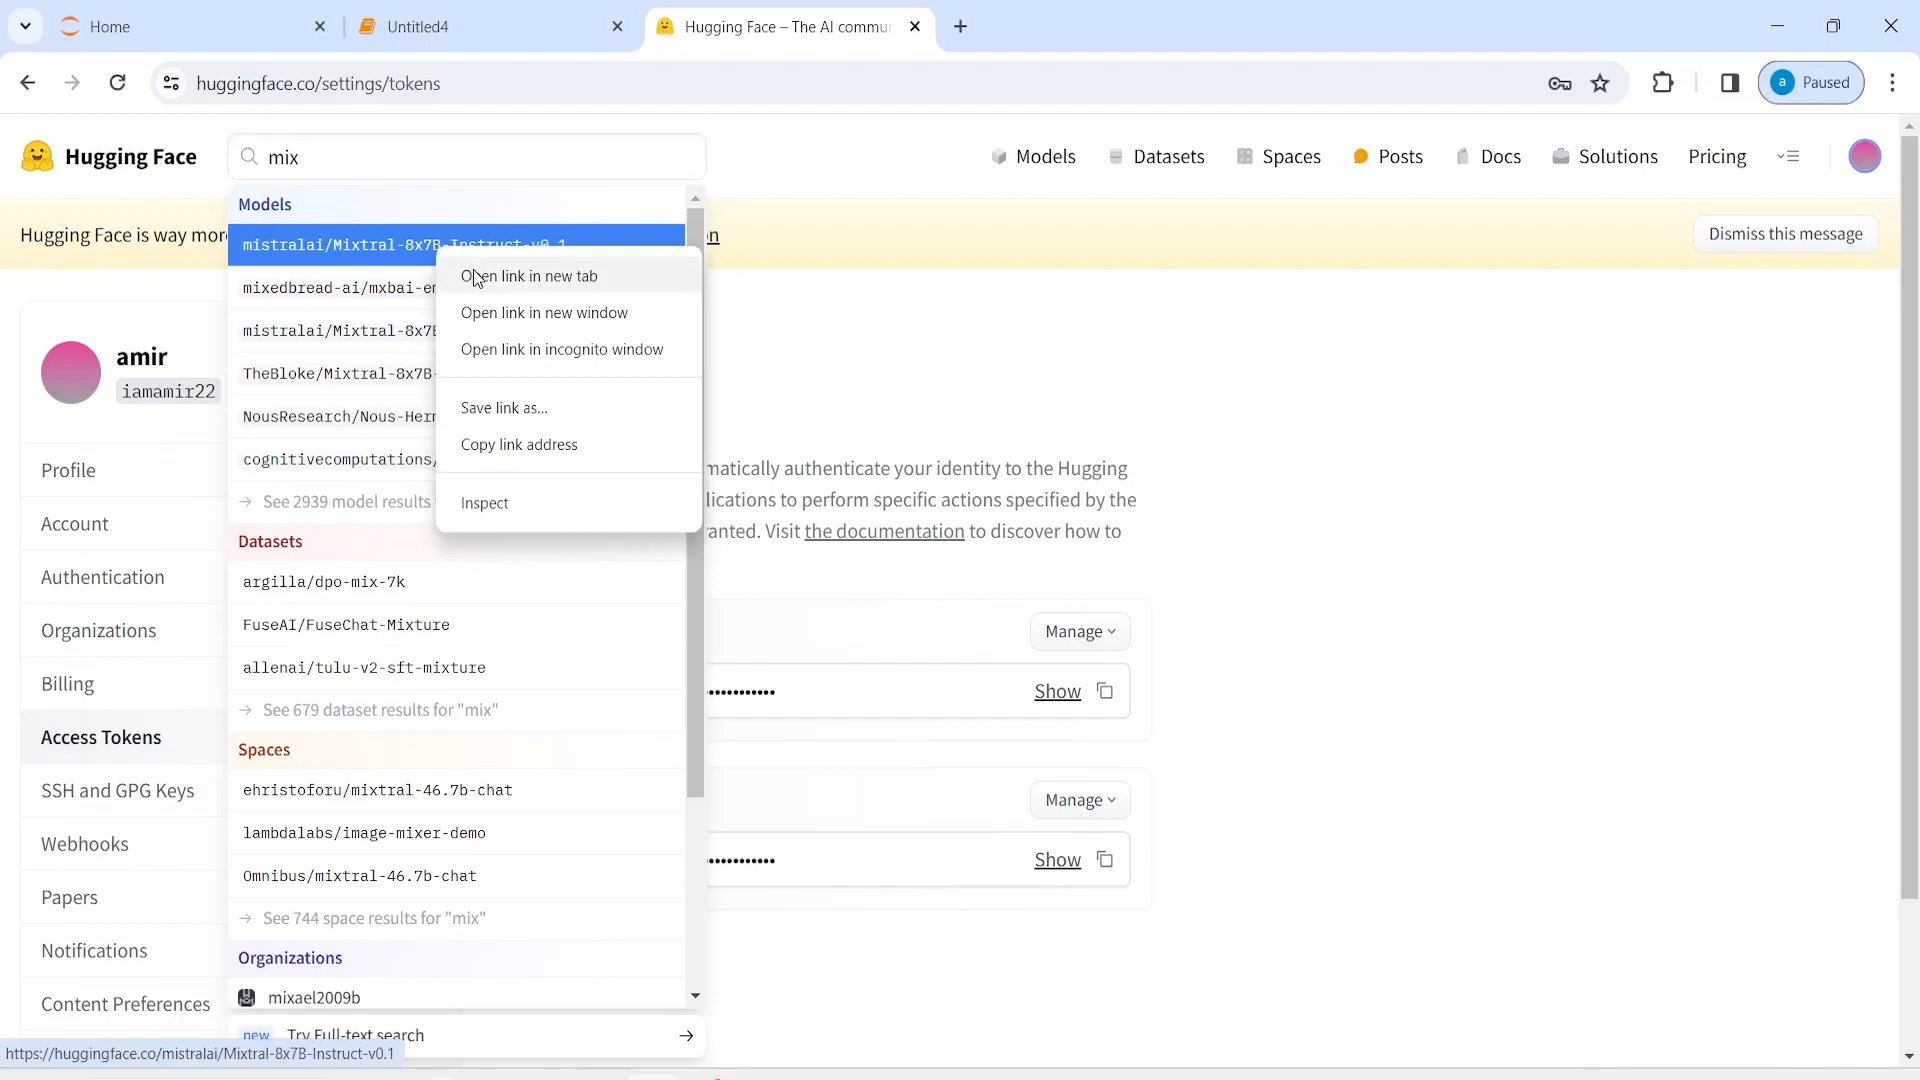 Home
Untitled4
Hugging Face – The AI commun
huggingface.co/settings/tokens
a Paused
Hugging Face
mix
Models
Datasets
Spaces
Posts
Docs
Solutions
Pricing
Hugging Face is way mor
n
Dismiss this message
Models
mistralai/Mixtral-8x7B-Instruct-v0.1
mixedbread-ai/mxbai-em
mistralai/Mixtral-8x7B
TheBloke/Mixtral-8x7B-
NousResearch/Nous-Herm
cognitivecomputations/
See 2939 model results
Open link in new tab
Open link in new window
Open link in incognito window
Save link as...
Copy link address
Inspect
Datasets
argilla/dpo-mix-7k
FuseAI/FuseChat-Mixture
allenai/tulu-v2-sft-mixture
See 679 dataset results for "mix"
Spaces
ehristoforu/mixtral-46.7b-chat
lambdalabs/image-mixer-demo
Omnibus/mixtral-46.7b-chat
See 744 space results for "mix"
Organizations
mixael2009b
new Try Full-text search
amir
iamamir22
Profile
Account
Authentication
Organizations
Billing
Access Tokens
SSH and GPG Keys
Webhooks
Papers
Notifications
Content Preferences
matically authenticate your identity to the Hugging
lications to perform specific actions specified by the
ranted. Visit the documentation to discover how to
Manage
Show
Manage
Show
https://huggingface.co/mistralai/Mixtral-8x7B-Instruct-v0.1